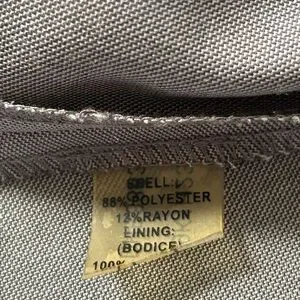 SHELL:
88% POLYESTER
12%RAYON
LINING:
(BODICE)
100%